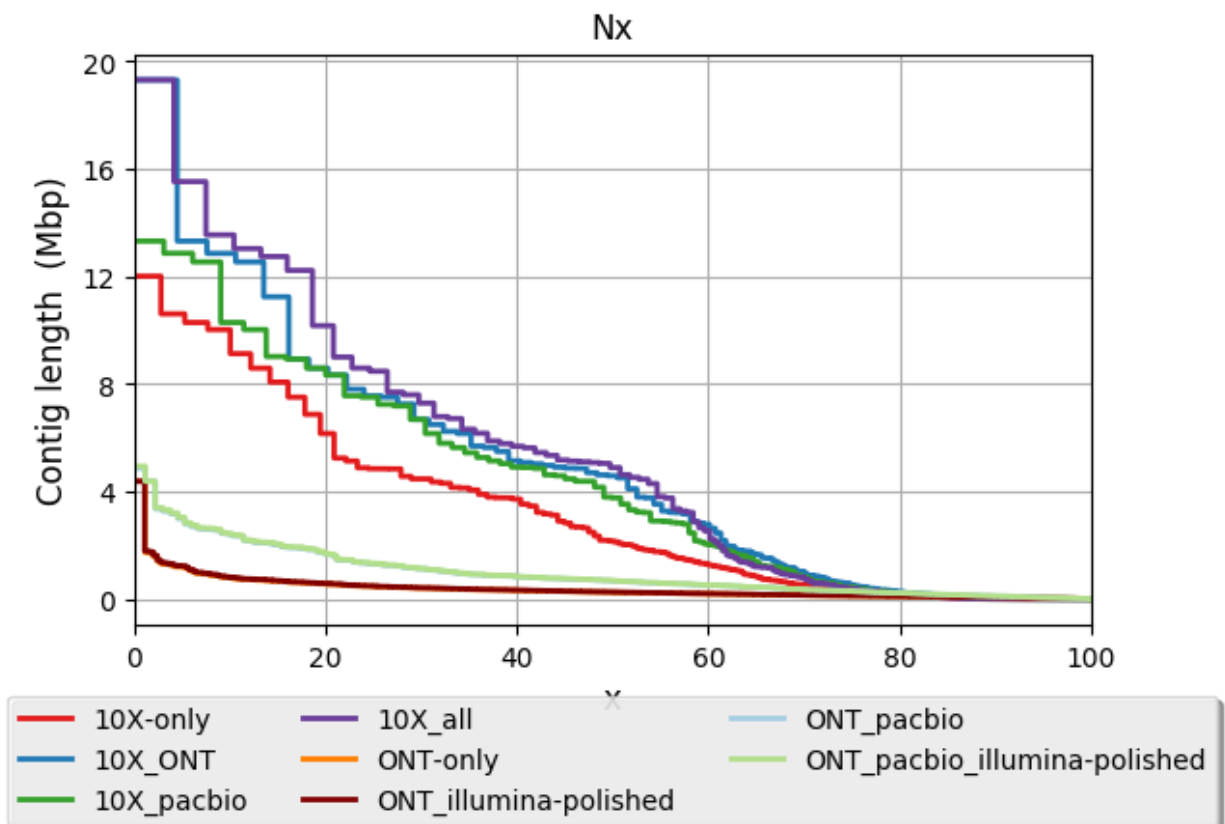 Nx
20
16
12
8
4
0
Contig length (Mbp)
0 20 40 60 80 100
x
10X-only 10X_all ONT_pacbio
10X_ONT ONT-only ONT_pacbio_illumina-polished
10X_pacbio ONT_illumina-polished